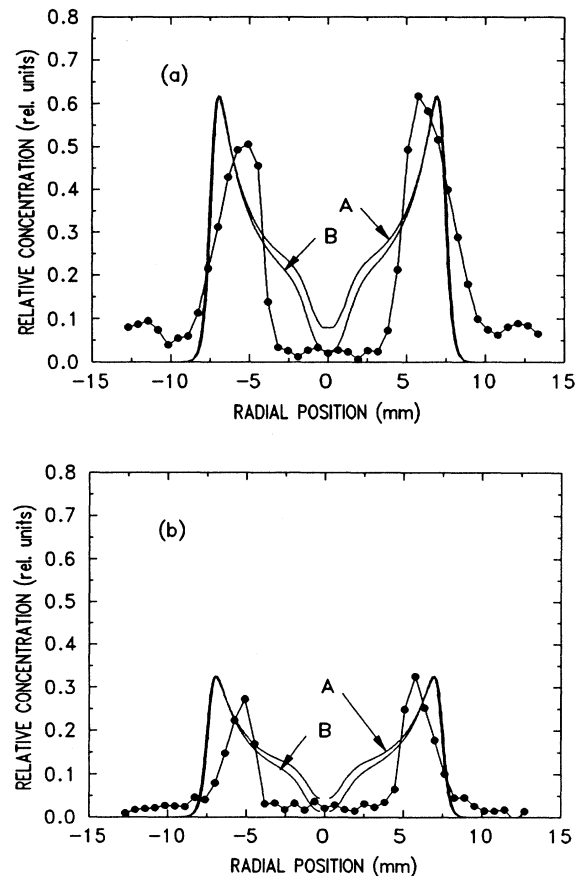 RELATIVE CONCENTRATION (rel. units)
0.8
0.7
0.6
0.5
0.4
0.3
0.2
0.1
0.0
(a)
A
B
−15 −10 −5 0 5 10 15
RADIAL POSITION (mm)
RELATIVE CONCENTRATION (rel. units)
0.8
0.7
0.6
0.5
0.4
0.3
0.2
0.1
0.0
(b)
A
B
−15 −10 −5 0 5 10 15
RADIAL POSITION (mm)